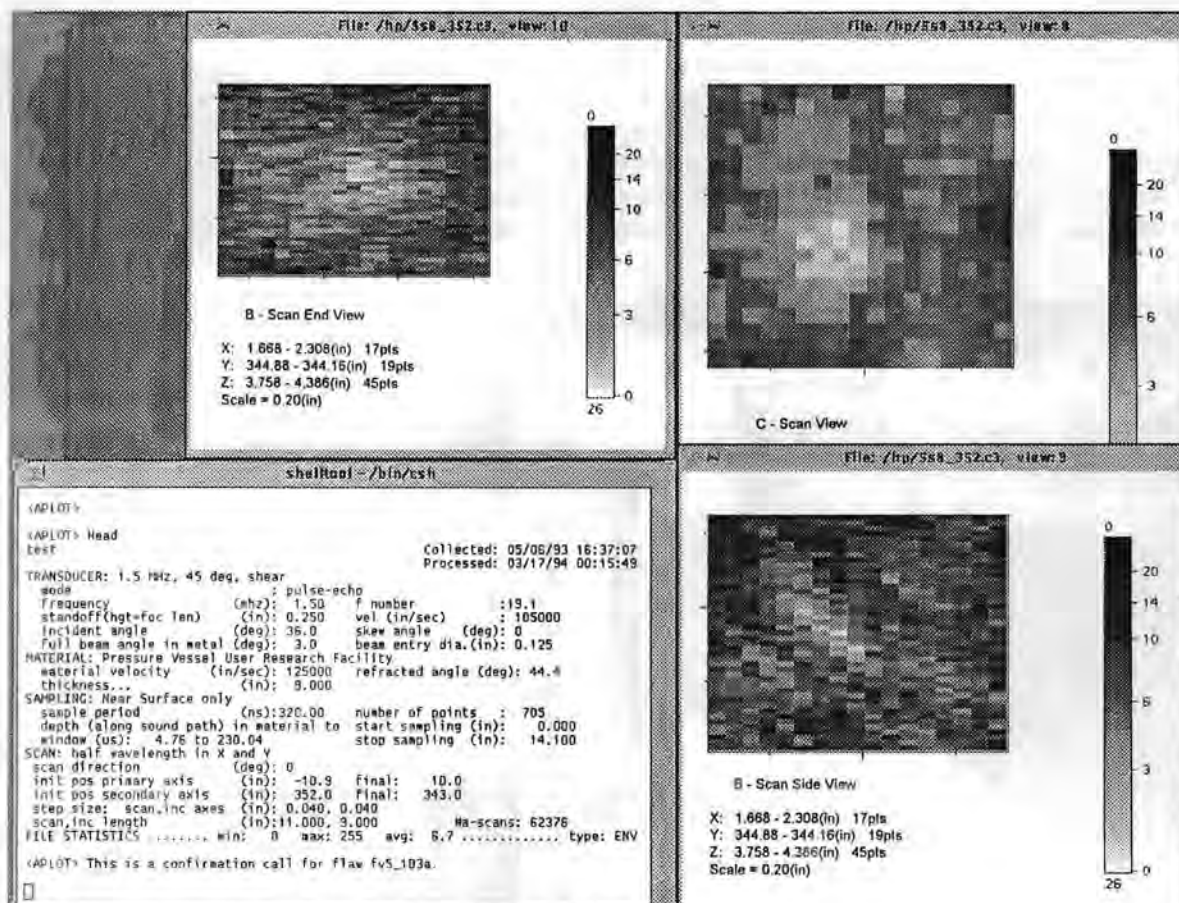 File: /hp/5s8_352.c3, view: 10
0
20
14
10
6
3
0
26
B - Scan End View
X: 1.668 - 2.308(in) 17pts
Y: 344.88 - 344.16(in) 19pts
Z: 3.758 - 4.386(in) 45pts
Scale = 0.20(in)
File: /hp/5s8_352.c3, view: 8
0
20
14
10
6
3
C - Scan View
shelltool - /bin/csh
<APLOT>
<APLOT> Head
test Collected: 05/06/93 16:37:07
Processed: 03/17/94 00:15:49
TRANSDUCER: 1.5 MHz, 45 deg, shear
mode : pulse-echo
frequency (mhz): 1.50 f number :19.1
standoff(hgt=foc len) (in): 0.250 vel (in/sec) : 105000
incident angle (deg): 36.0 skew angle (deg): 0
full beam angle in metal (deg): 3.0 beam entry dia.(in): 0.125
MATERIAL: Pressure Vessel User Research Facility
material velocity (in/sec): 125000 refracted angle (deg): 44.4
thickness... (in): 9.000
SAMPLING: Near Surface only
sample period (ns):320.00 number of points : 705
depth (along sound path) in material to start sampling (in): 0.000
window (us): 4.76 to 230.04 stop sampling (in): 14.100
SCAN: half wavelength in X and Y
scan direction (deg): 0
init pos primary axis (in): -10.9 final: 10.0
init pos secondary axis (in): 352.0 final: 343.0
step size: scan,inc axes (in): 0.040, 0.040
scan,inc length (in):11.000, 9.000 #a-scans: 62376
FILE STATISTICS ........ min: 0 max: 255 avg: 6.7 ............. type: ENV
<APLOT> This is a confirmation call for flaw fv5_103a.
File: /hp/5s8_352.c3, view: 9
0
20
14
10
6
3
0
26
B - Scan Side View
X: 1.668 - 2.308(in) 17pts
Y: 344.88 - 344.16(in) 19pts
Z: 3.758 - 4.386(in) 45pts
Scale = 0.20(in)